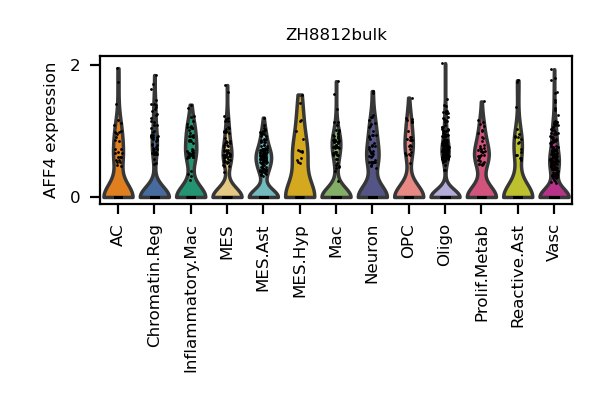 ZH8812bulk
AFF4 expression
2
0
AC
Chromatin.Reg
Inflammatory.Mac
MES
MES.Ast
MES.Hyp
Mac
Neuron
OPC
Oligo
Prolif.Metab
Reactive.Ast
Vasc